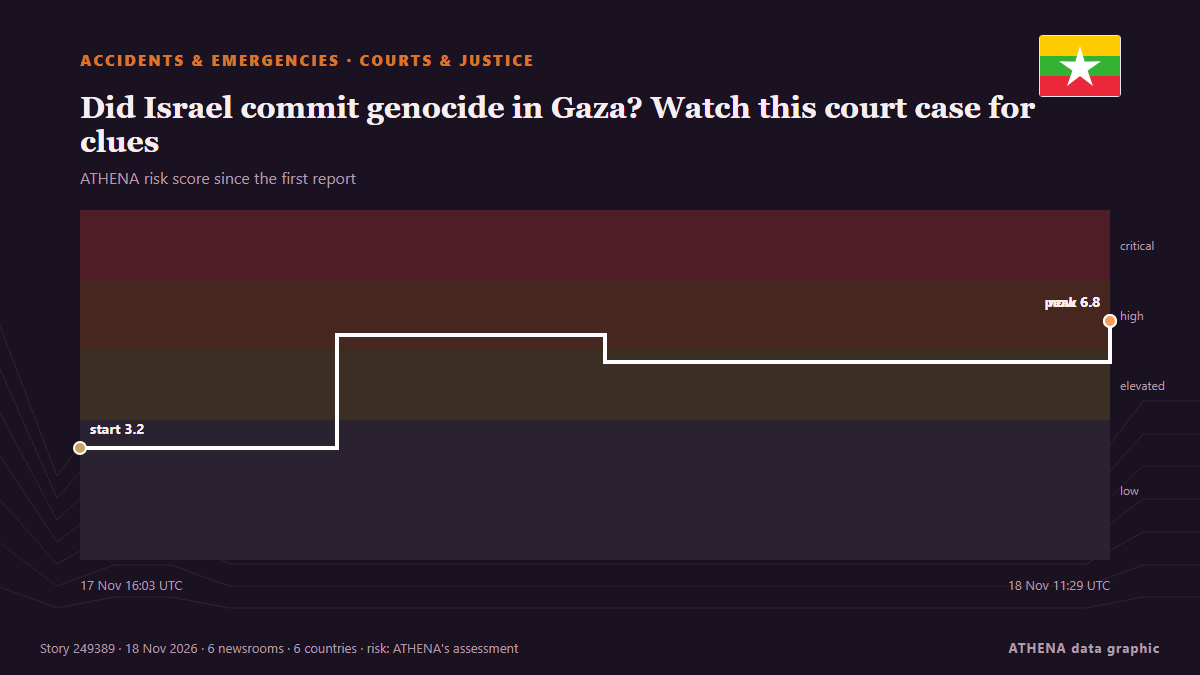 ACCIDENTS & EMERGENCIES · COURTS & JUSTICE
Did Israel commit genocide in Gaza? Watch this court case for
clues
ATHENA risk score since the first report
critical
peak 6.8
high
elevated
start 3.2
low
17 Nov 16:03 UTC
18 Nov 11:29 UTC
Story 249389 · 18 Nov 2026 · 6 newsrooms · 6 countries · risk: ATHENA's assessment
ATHENA data graphic